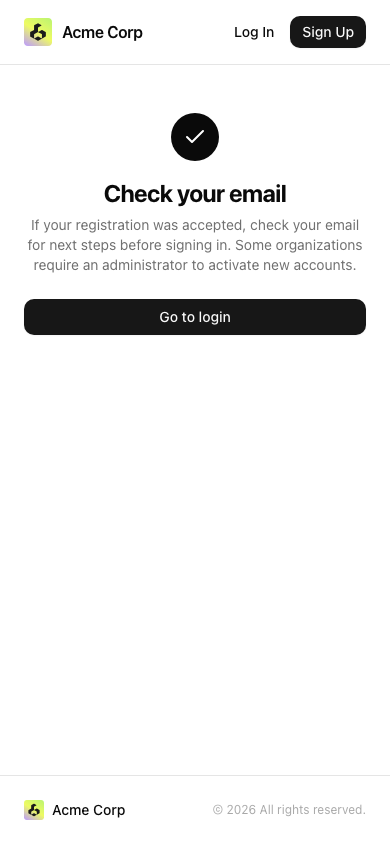 Acme Corp
Log In
Sign Up
Check your email
If your registration was accepted, check your email
for next steps before signing in. Some organizations
require an administrator to activate new accounts.
Go to login
Acme Corp
© 2026 All rights reserved.